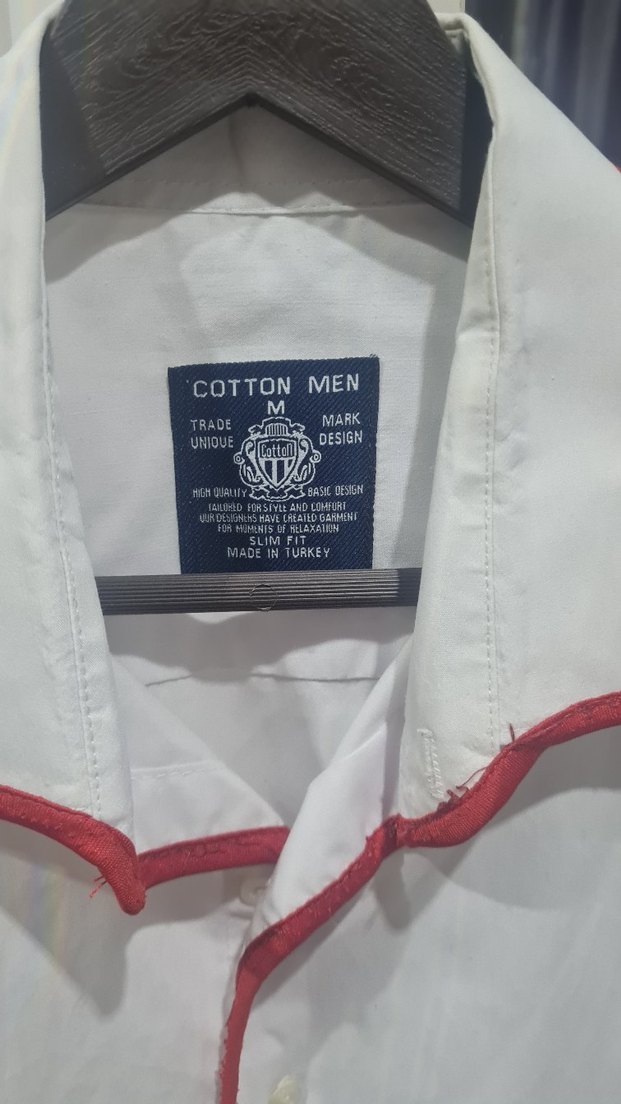 COTTON MEN
M
TRADE MARK
UNIQUE DESIGN
Cotton
HIGH QUALITY BASIC DESIGN
TAILORED FOR STYLE AND COMFORT
OUR DESIGNERS HAVE CREATED GARMENT
FOR MOMENTS OF RELAXATION
SLIM FIT
MADE IN TURKEY